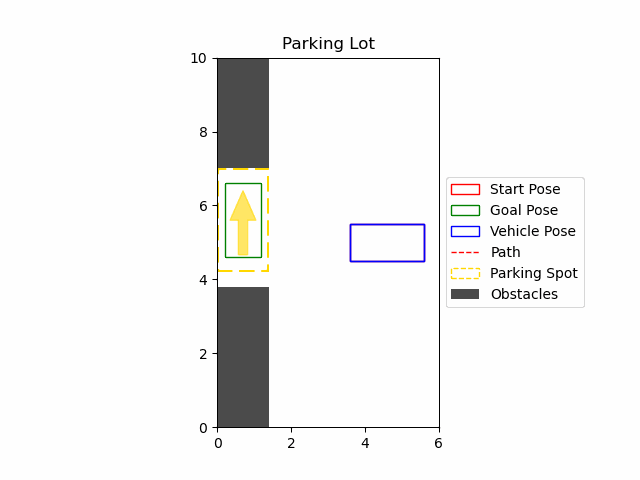 Parking Lot
10
8
6
4
2
0
0 2 4 6
Start Pose
Goal Pose
Vehicle Pose
Path
Parking Spot
Obstacles